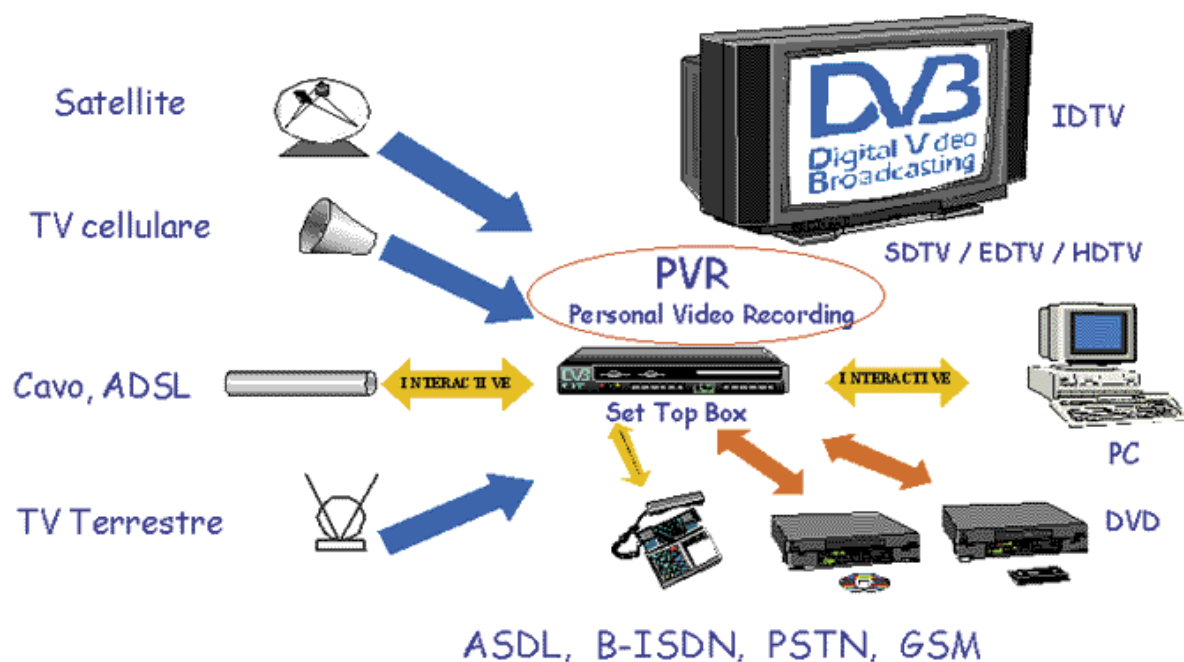 Satellite
DVB
Digital Video
Broadcasting
IDTV
TV cellulare
SDTV / EDTV / HDTV
PVR
Personal Video Recording
Cavo, ADSL
INTERACTIVE
DVB
INTERACTIVE
Set Top Box
PC
TV Terrestre
DVD
ASDL, B-ISDN, PSTN, GSM